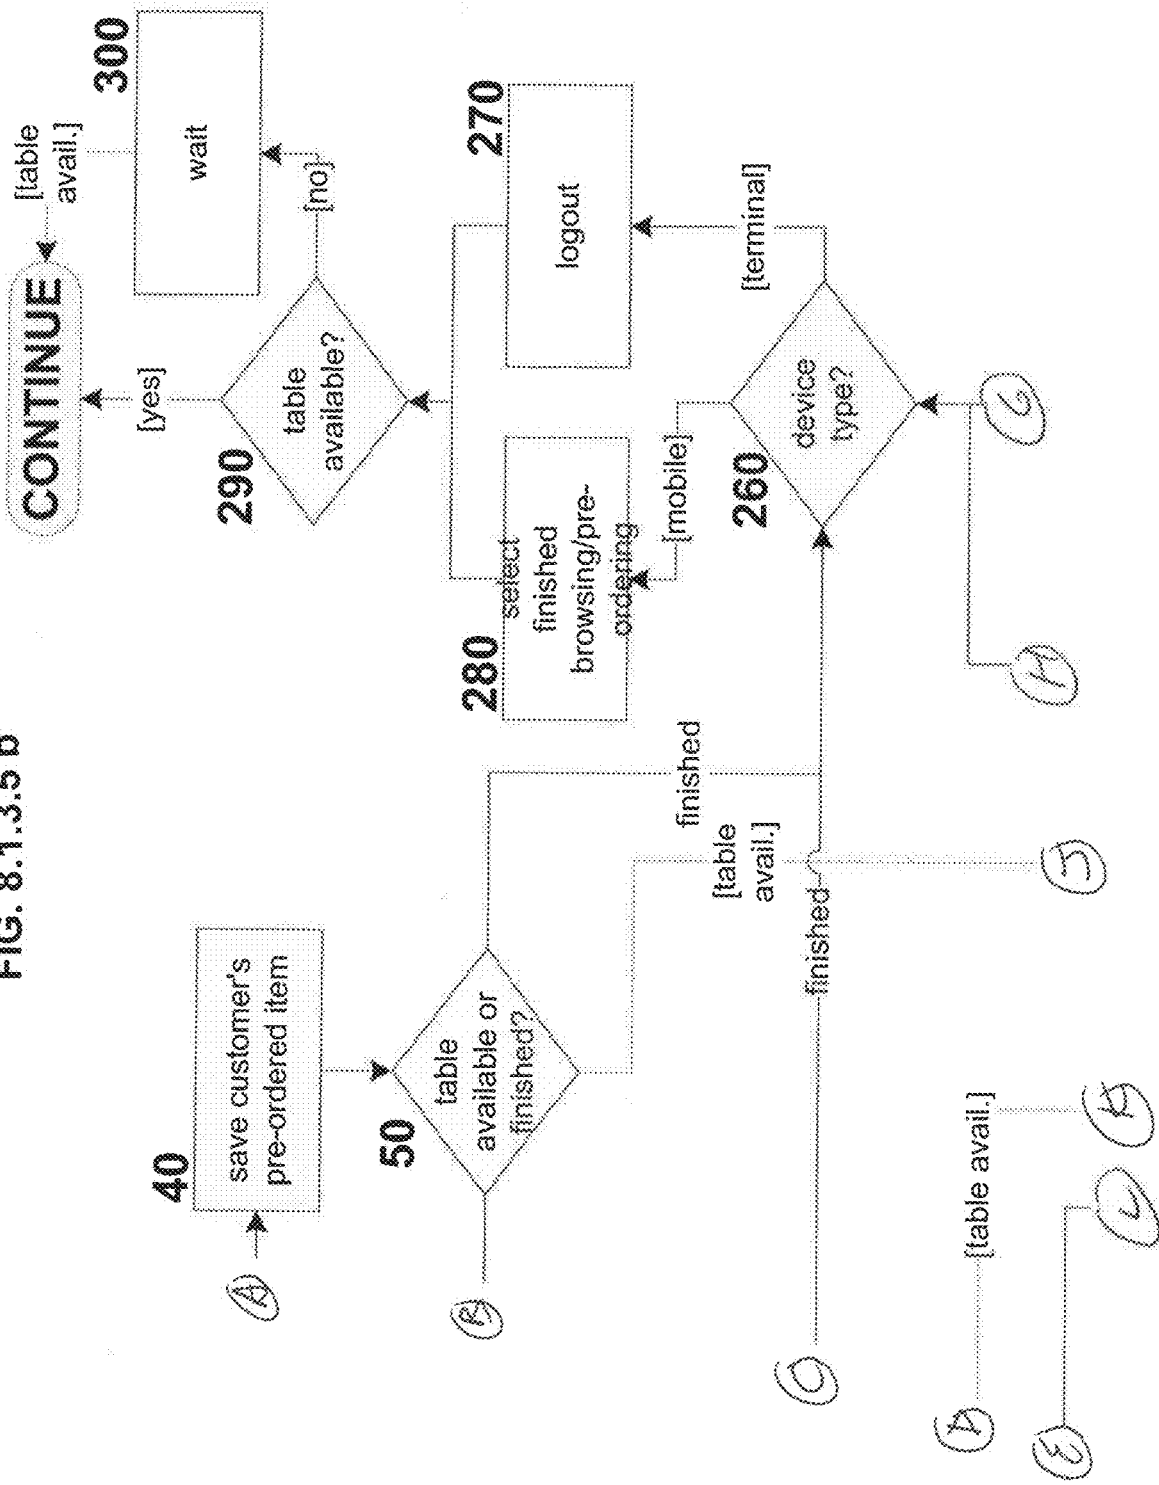 FIG. 8.1.3.5 b
40
save customer's
pre-ordered item
A
50
table
available or
finished?
B
finished
[table
avail.]
J
C
finished
D
[table avail.]
K
E
L
CONTINUE
[table
avail.]
300
wait
[yes]
[no]
290
table
available?
280
select
finished
browsing/pre-
ordering
270
logout
[mobile]
[terminal]
260
device
type?
H